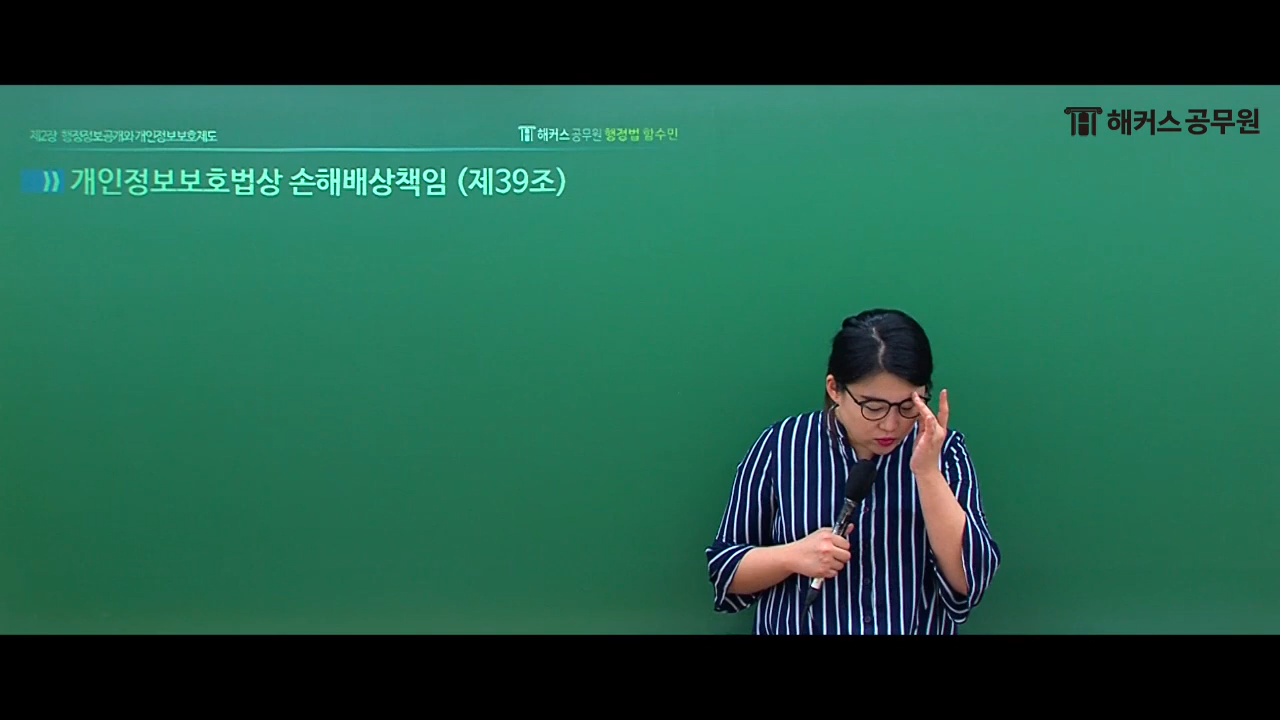 해커스 공무원
제2장 행정정보공개와 개인정보보호제도
해커스 공무원 행정법 함수민
개인정보보호법상 손해배상책임 (제39조)